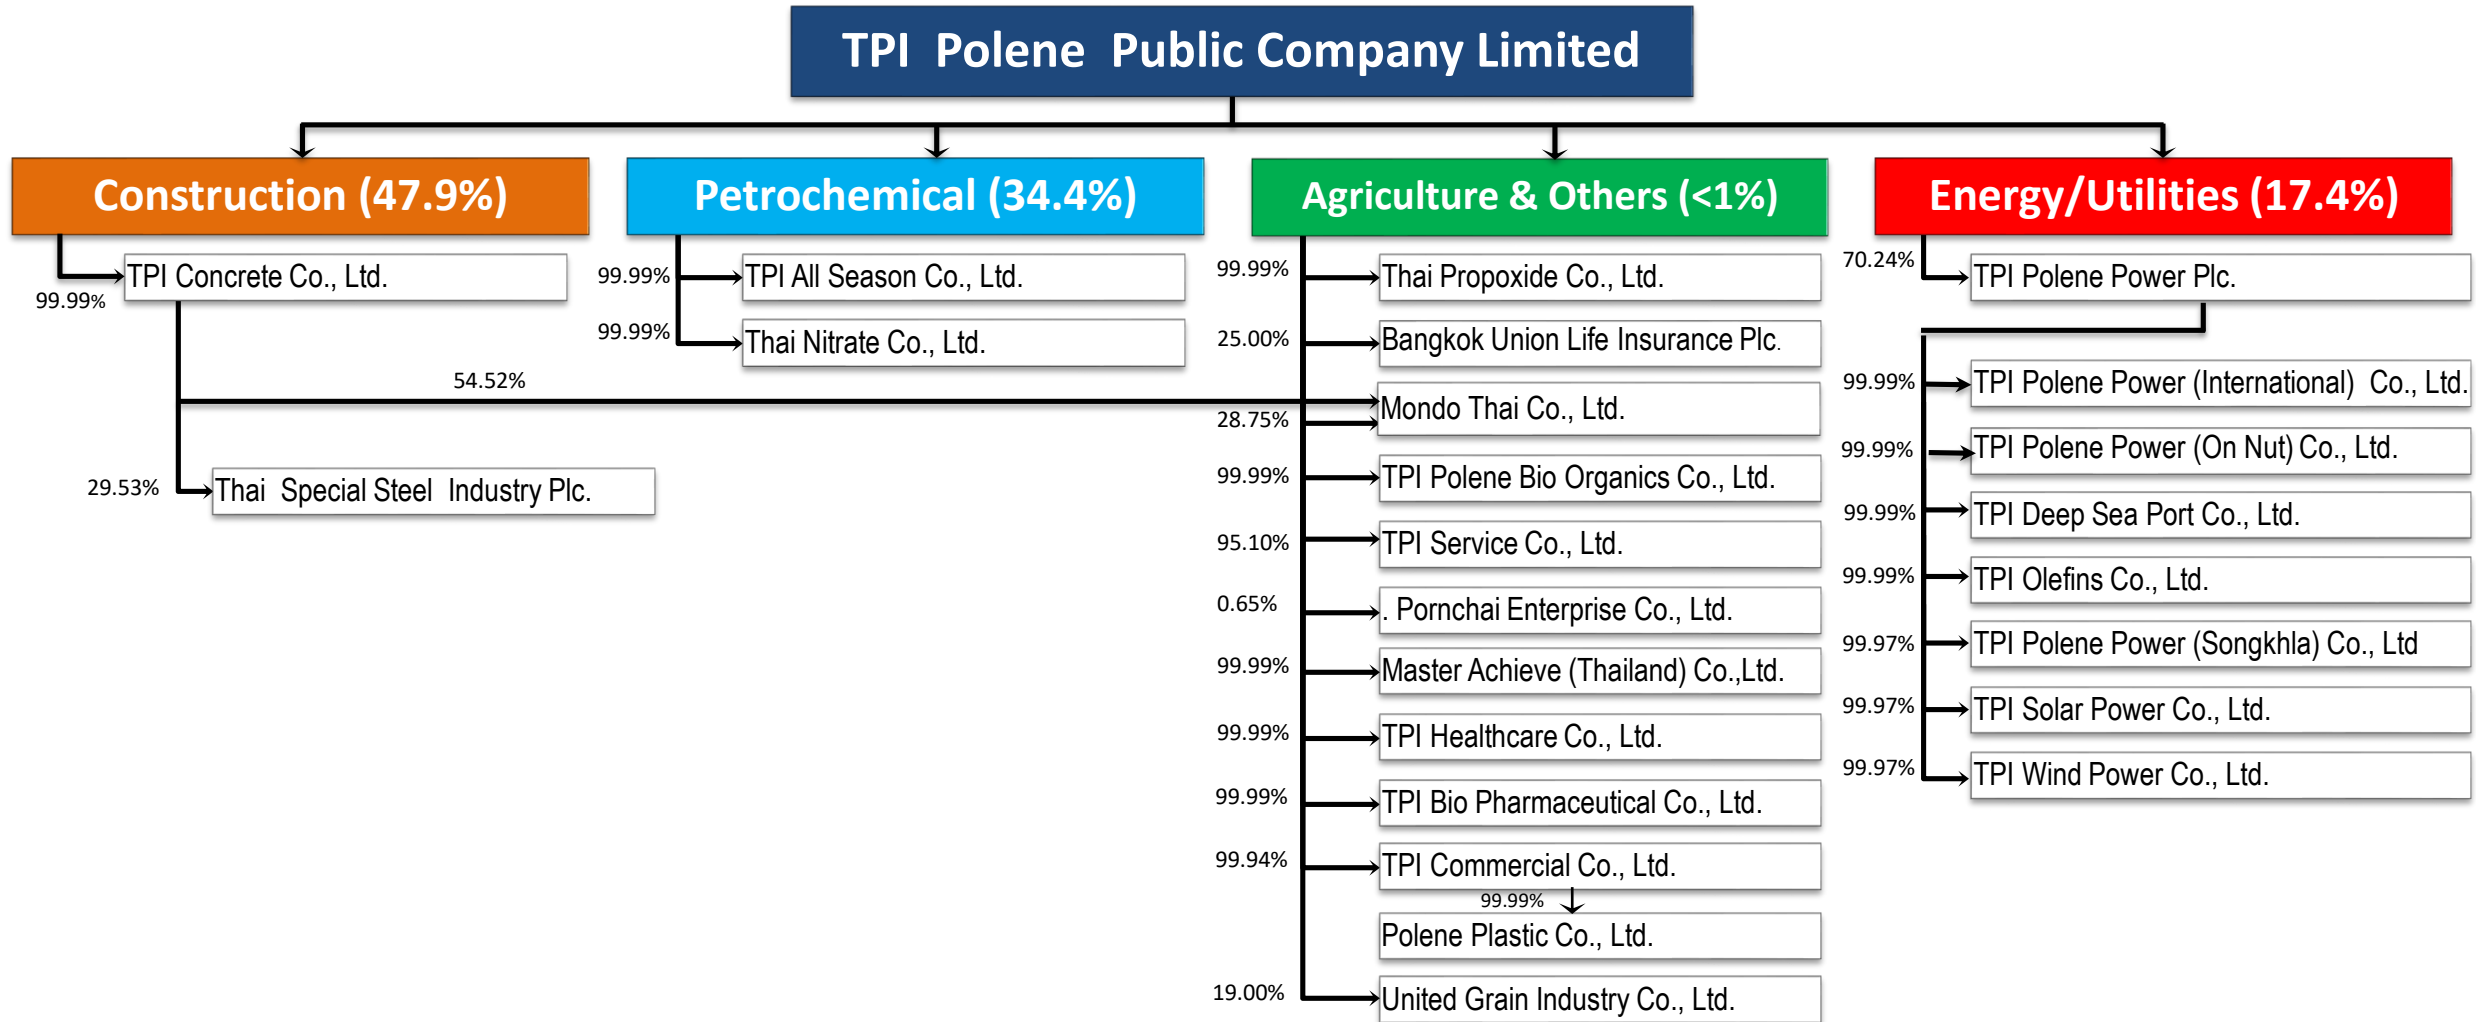 TPI Polene Public Company Limited
Construction (47.9%)
99.99%
TPI Concrete Co., Ltd.
54.52%
29.53%
Thai Special Steel Industry Plc.
Petrochemical (34.4%)
99.99%
TPI All Season Co., Ltd.
99.99%
Thai Nitrate Co., Ltd.
Agriculture & Others (<1%)
99.99%
Thai Propoxide Co., Ltd.
25.00%
Bangkok Union Life Insurance Plc.
28.75%
Mondo Thai Co., Ltd.
99.99%
TPI Polene Bio Organics Co., Ltd.
95.10%
TPI Service Co., Ltd.
0.65%
. Pornchai Enterprise Co., Ltd.
99.99%
Master Achieve (Thailand) Co.,Ltd.
99.99%
TPI Healthcare Co., Ltd.
99.99%
TPI Bio Pharmaceutical Co., Ltd.
99.94%
TPI Commercial Co., Ltd.
99.99%
Polene Plastic Co., Ltd.
19.00%
United Grain Industry Co., Ltd.
Energy/Utilities (17.4%)
70.24%
TPI Polene Power Plc.
99.99%
TPI Polene Power (International) Co., Ltd.
99.99%
TPI Polene Power (On Nut) Co., Ltd.
99.99%
TPI Deep Sea Port Co., Ltd.
99.99%
TPI Olefins Co., Ltd.
99.97%
TPI Polene Power (Songkhla) Co., Ltd
99.97%
TPI Solar Power Co., Ltd.
99.97%
TPI Wind Power Co., Ltd.